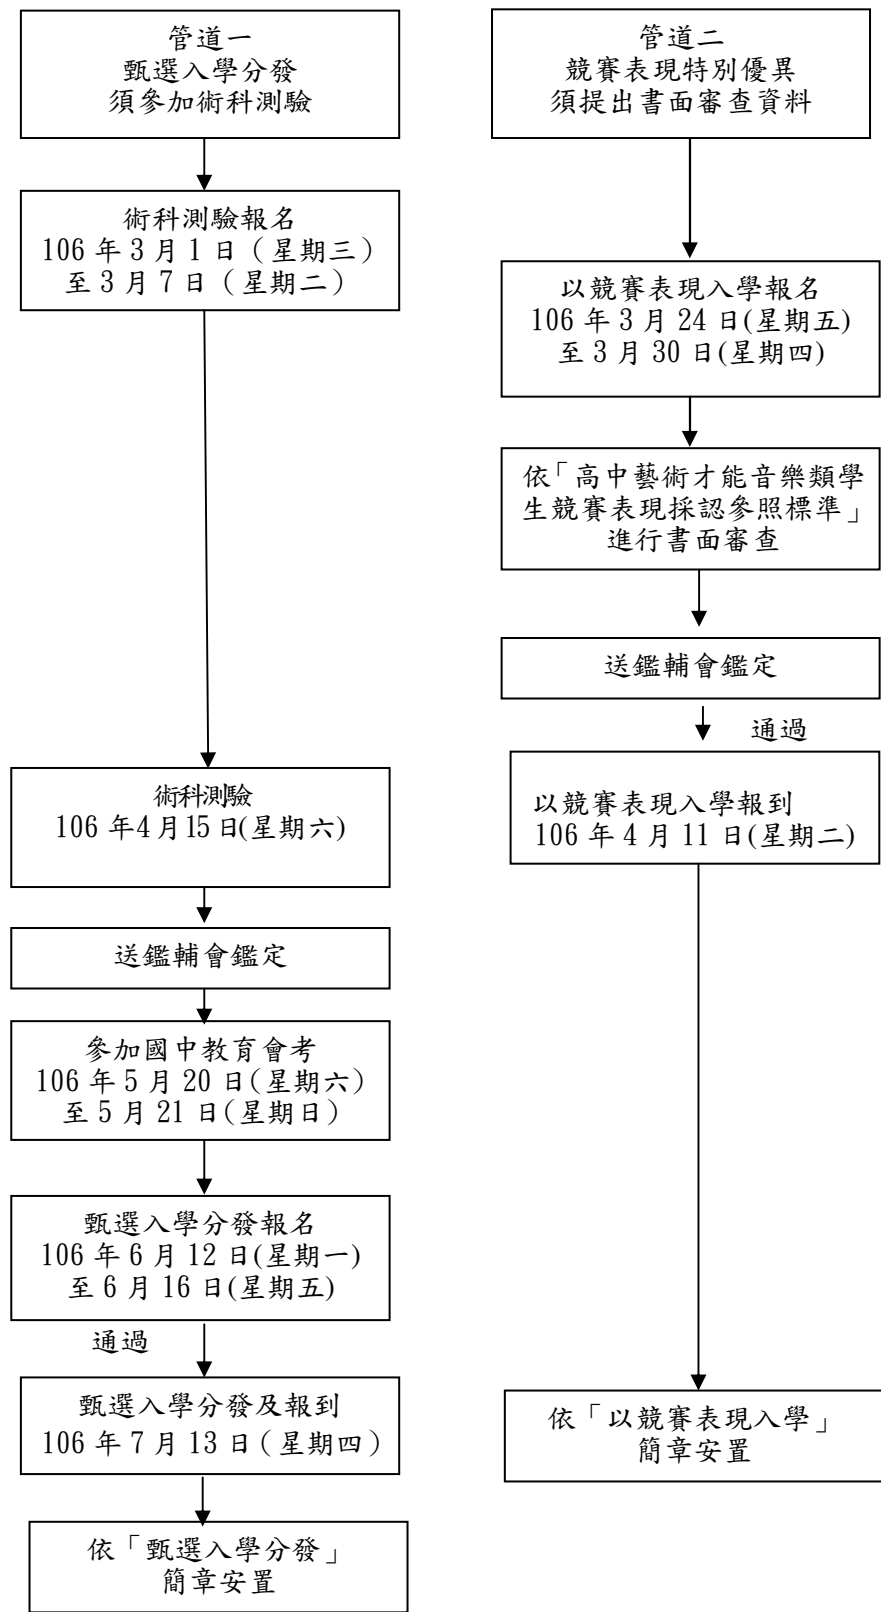 管道一
甄選入學分發
須參加術科測驗
術科測驗報名
106 年 3 月 1 日（星期三）
至 3 月 7 日（星期二）
術科測驗
106 年4 月 15 日(星期六)
送鑑輔會鑑定
參加國中教育會考
106 年 5 月 20 日(星期六)
至 5 月 21 日(星期日)
甄選入學分發報名
106 年 6 月 12 日(星期一)
至 6 月 16 日(星期五)
通過
甄選入學分發及報到
106 年 7 月 13 日（星期四）
依「甄選入學分發」
簡章安置
管道二
競賽表現特別優異
須提出書面審查資料
以競賽表現入學報名
106 年 3 月 24 日(星期五)
至 3 月 30 日(星期四)
依「高中藝術才能音樂類學
生競賽表現採認參照標準」
進行書面審查
送鑑輔會鑑定
通過
以競賽表現入學報到
106 年 4 月 11 日(星期二)
依「以競賽表現入學」
簡章安置